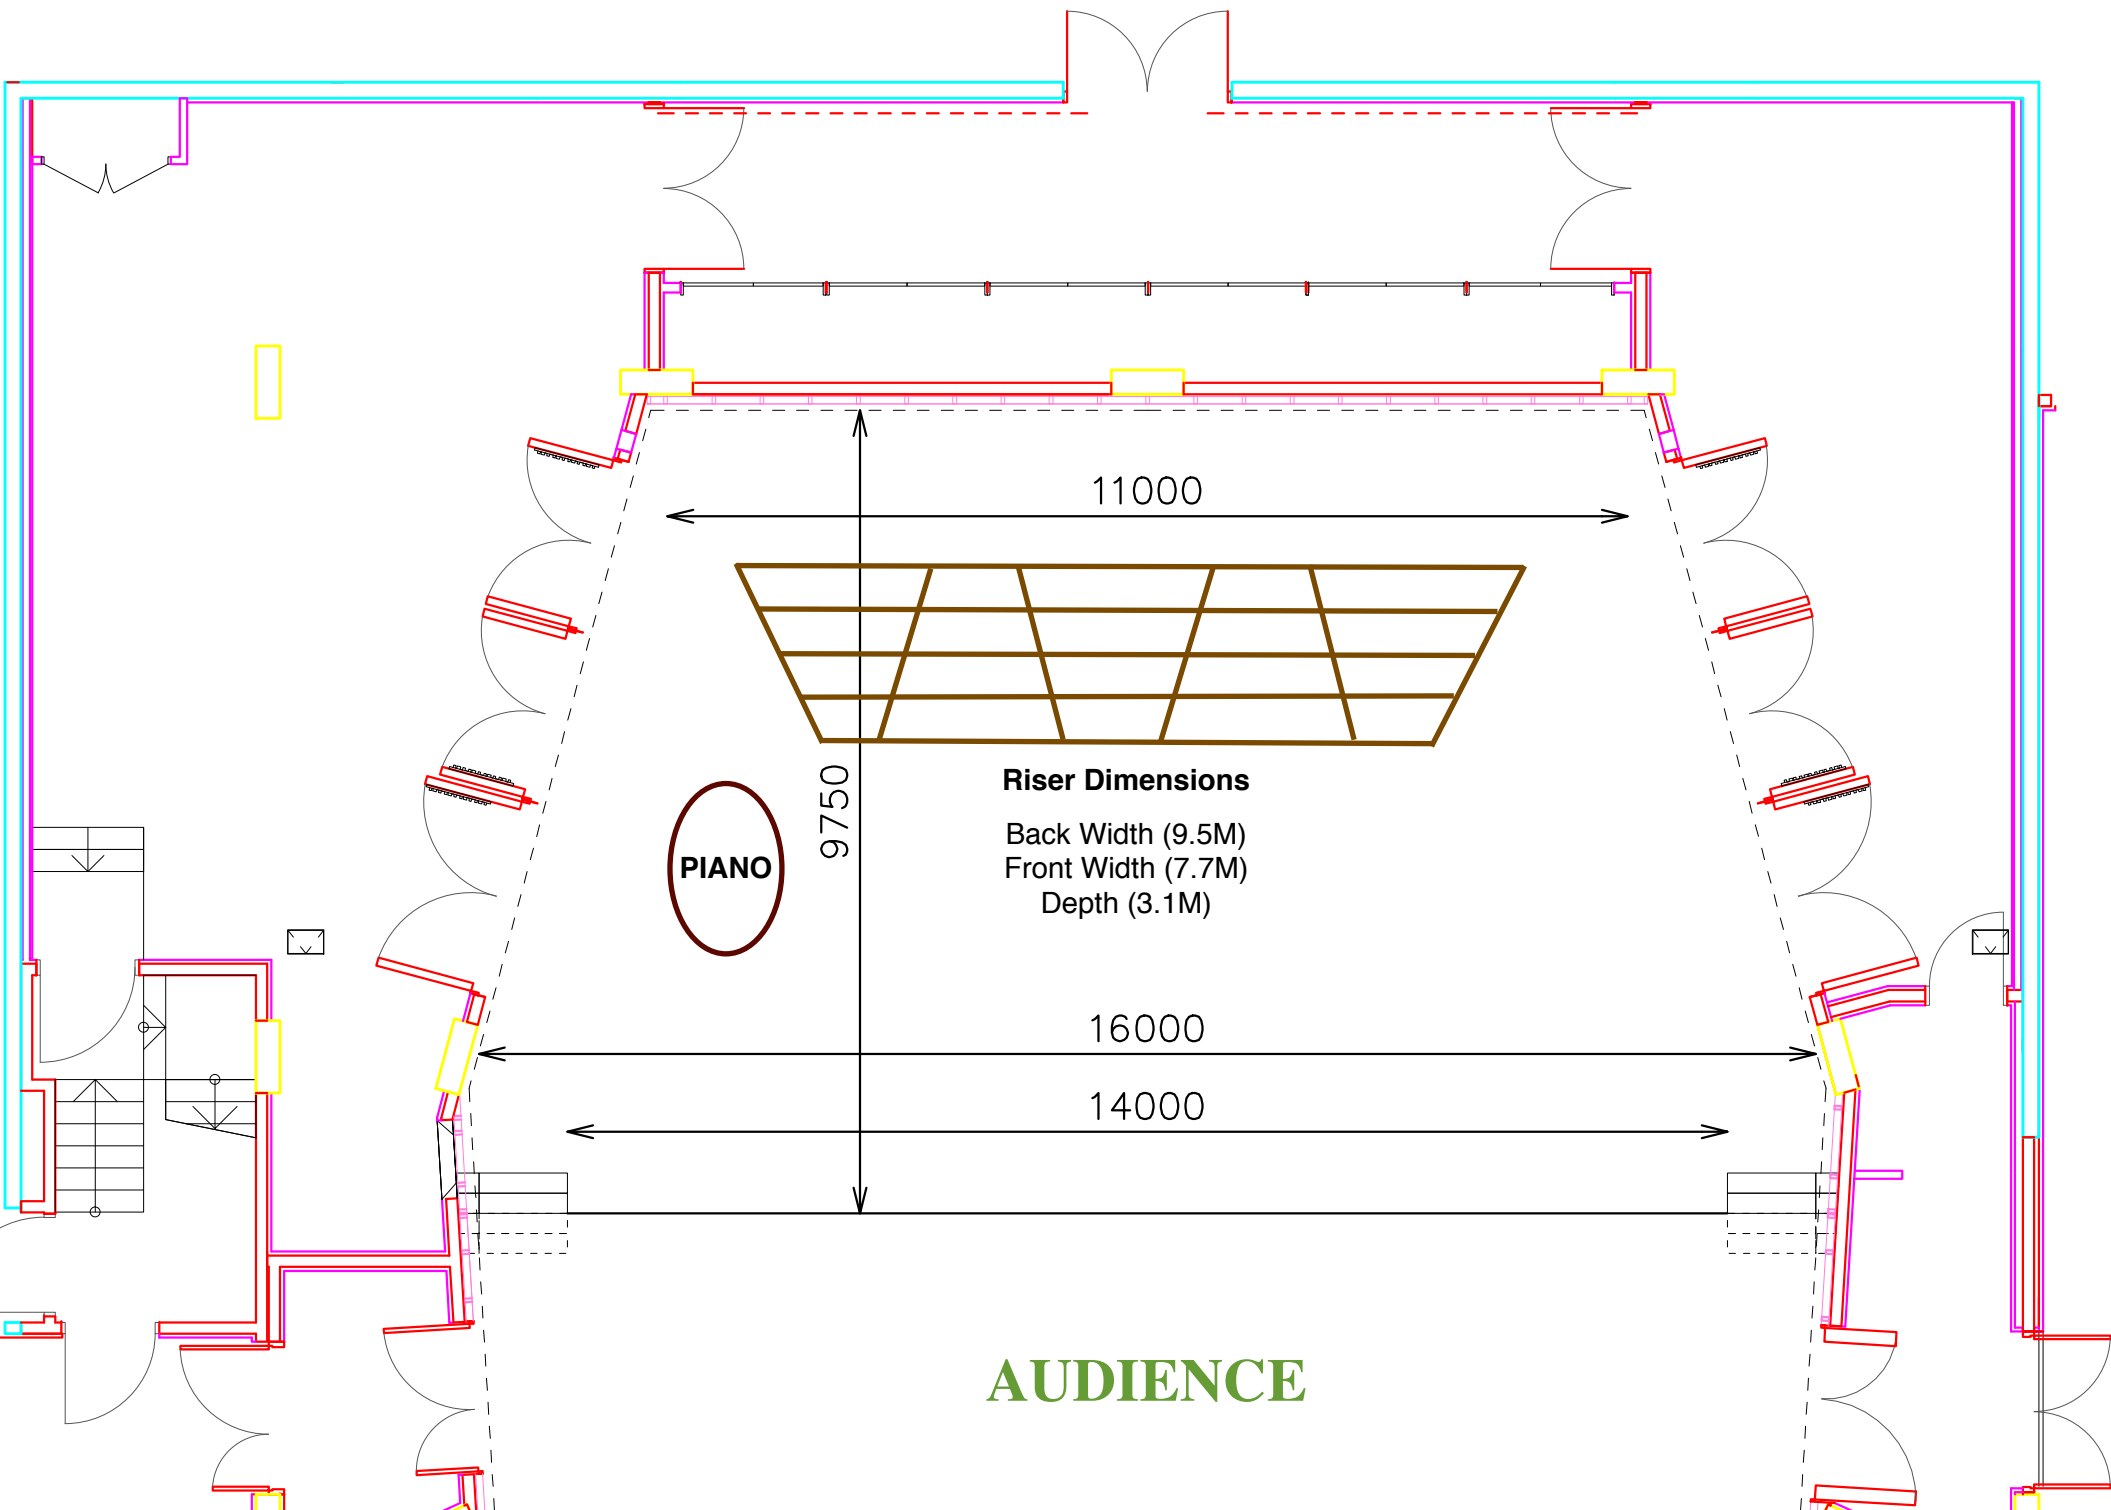 11000
Riser Dimensions
Back Width (9.5M)
Front Width (7.7M)
Depth (3.1M)
9750
PIANO
16000
14000
AUDIENCE